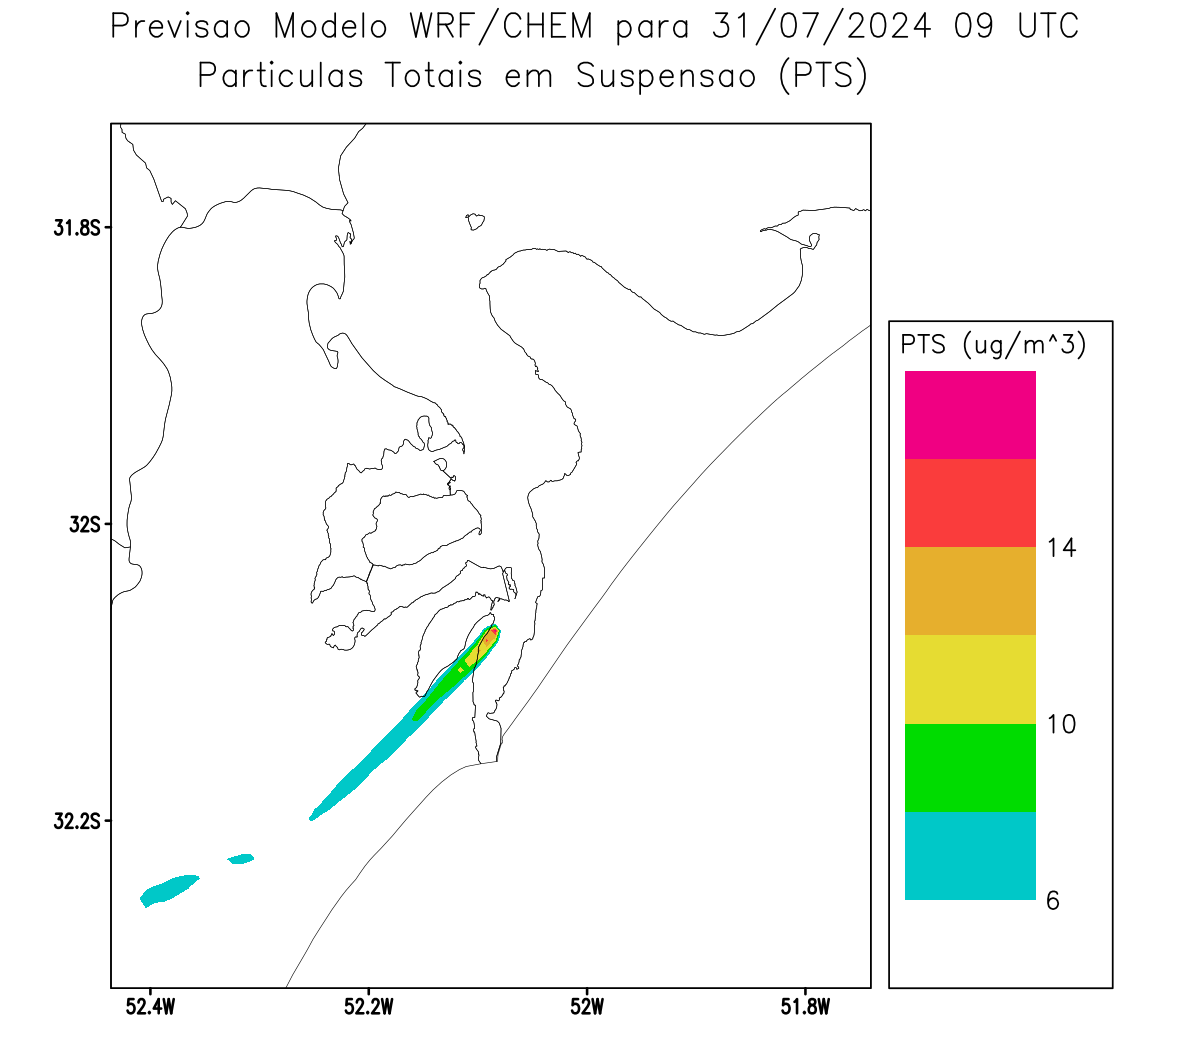 Previsao Modelo WRF/CHEM para 31/07/2024 09 UTC
Particulas Totais em Suspensao (PTS)
31.8S
32S
32.2S
52.4W
52.2W
52W
51.8W
PTS (ug/m^3)
14
10
6